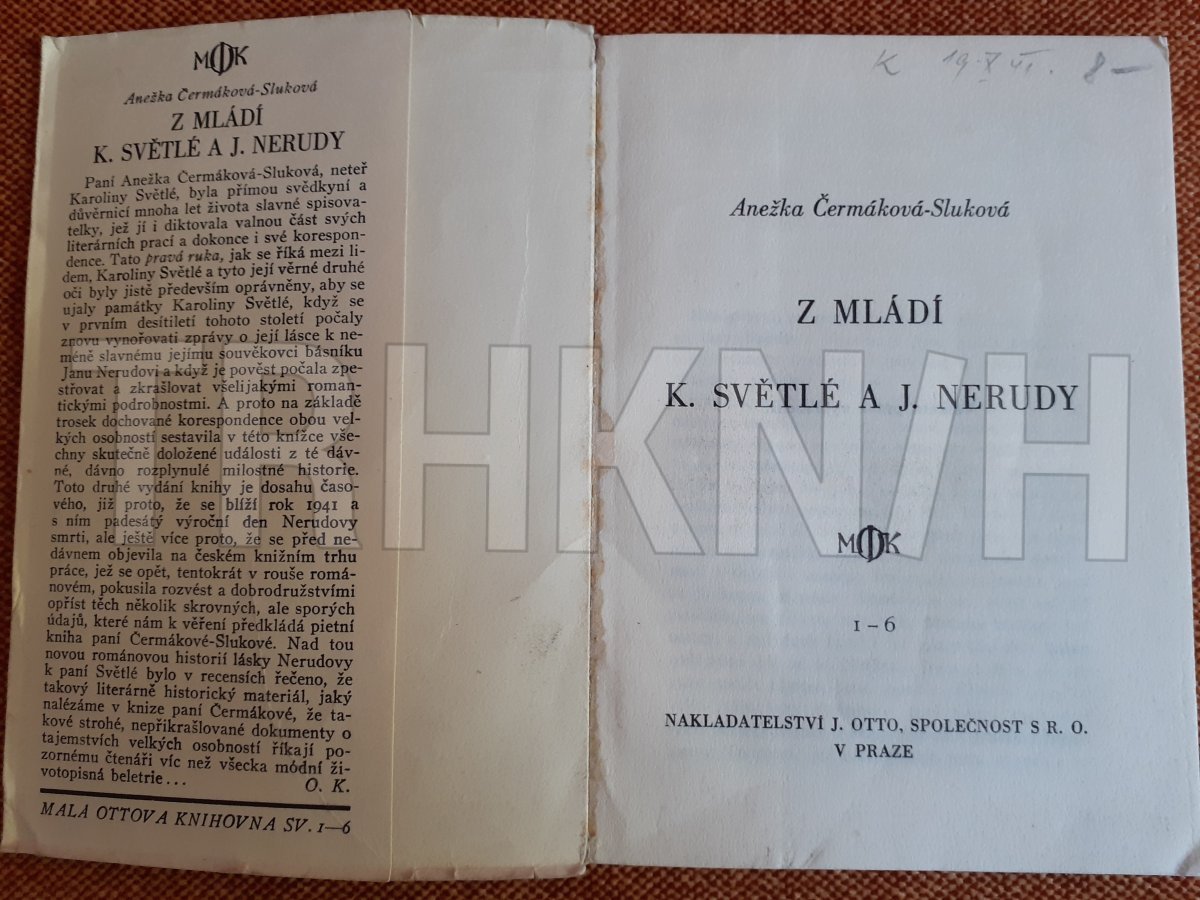 MOK
Anežka Čermáková-Sluková
Z MLÁDÍ
K. SVĚTLÉ A J. NERUDY
Paní Anežka Čermáková-Sluková, neteř
Karoliny Světlé, byla přímou svědkyní a
důvěrnicí mnoha let života slavné spisova-
telky, jež jí i diktovala valnou část svých
literárních prací a dokonce i své korespon-
dence. Tato pravá ruka, jak se říká mezi li-
dem, Karoliny Světlé a tyto její věrné druhé
oči byly jistě především oprávněny, aby se
ujaly památky Karoliny Světlé, když se
v prvním desítiletí tohoto století počaly
znovu vynořovati zprávy o její lásce k ne-
méně slavnému jejímu souvěkovci básníku
Janu Nerudovi a když je pověst počala zpe-
střovat a zkrašlovat všelijakými roman-
tickými podrobnostmi. A proto na základě
trosek dochované korespondence obou vel-
kých osobností sestavila v této knížce vše-
chny skutečně doložené události z té dáv-
né, dávno rozplynulé milostné historie.
Toto druhé vydání knihy je dosahu časo-
vého, již proto, že se blíží rok 1941 a
s ním padesátý výroční den Nerudovy
smrti, ale ještě více proto, že se před ne-
dávnem objevila na českém knižním trhu
práce, jež se opět, tentokrát v rouše romá-
novém, pokusila rozvést a dobrodružstvími
opříst těch několik skrovných, ale sporých
údajů, které nám k věření předkládá pietní
kniha paní Čermákové-Slukové. Nad tou
novou románovou historií lásky Nerudovy
k paní Světlé bylo v recensích řečeno, že
takový literárně historický materiál, jaký
nalézáme v knize paní Čermákové, že ta-
kové strohé, nepřikrašlované dokumenty o
tajemstvích velkých osobností říkají po-
zornému čtenáři víc než všecka módní ži-
votopisná beletrie... O. K.
MALÁ OTTOVA KNIHOVNA SV. 1—6
K 19 X VI. 8—
Anežka Čermáková-Sluková
Z MLÁDÍ
K. SVĚTLÉ A J. NERUDY
MOK
1–6
NAKLADATELSTVÍ J. OTTO, SPOLEČNOST S R. O.
V PRAZE